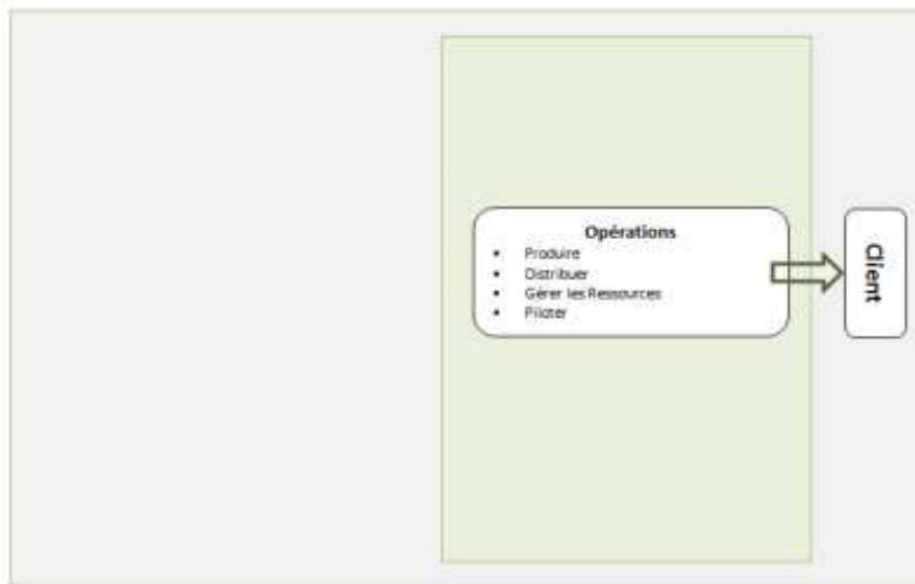 Opérations
• Produire
• Distribuer
• Gérer les Ressources
• Piloter
Client